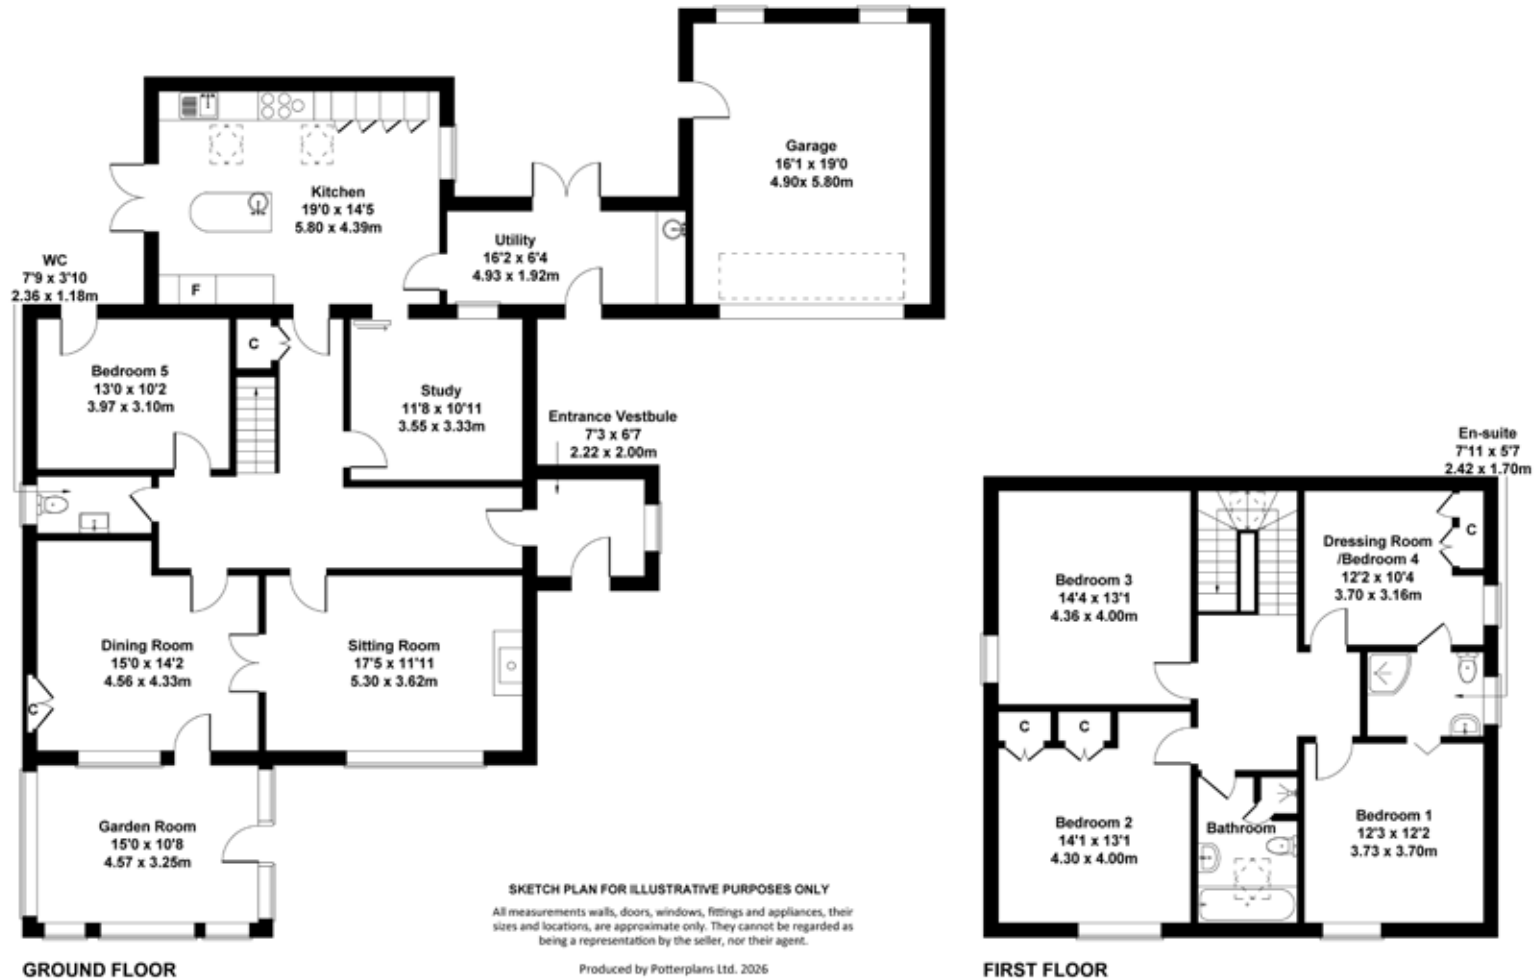 Garage
16'1 x 19'0
4.90x 5.80m
Kitchen
19'0 x 14'5
5.80 x 4.39m
Utility
16'2 x 6'4
4.93 x 1.92m
WC
7'9 x 3'10
2.36 x 1.18m
F
C
Bedroom 5
13'0 x 10'2
3.97 x 3.10m
Study
11'8 x 10'11
3.55 x 3.33m
Entrance Vestbule
7'3 x 6'7
2.22 x 2.00m
Dining Room
15'0 x 14'2
4.56 x 4.33m
C
Sitting Room
17'5 x 11'11
5.30 x 3.62m
Garden Room
15'0 x 10'8
4.57 x 3.25m
GROUND FLOOR
SKETCH PLAN FOR ILLUSTRATIVE PURPOSES ONLY
All measurements walls, doors, windows, fittings and appliances, their
sizes and locations, are approximate only. They cannot be regarded as
being a representation by the seller, nor their agent.
Produced by Potterplans Ltd. 2026
En-suite
7'11 x 5'7
2.42 x 1.70m
Bedroom 3
14'4 x 13'1
4.36 x 4.00m
Dressing Room
/Bedroom 4
12'2 x 10'4
3.70 x 3.16m
C
C
C
Bedroom 2
14'1 x 13'1
4.30 x 4.00m
Bathroom
Bedroom 1
12'3 x 12'2
3.73 x 3.70m
FIRST FLOOR